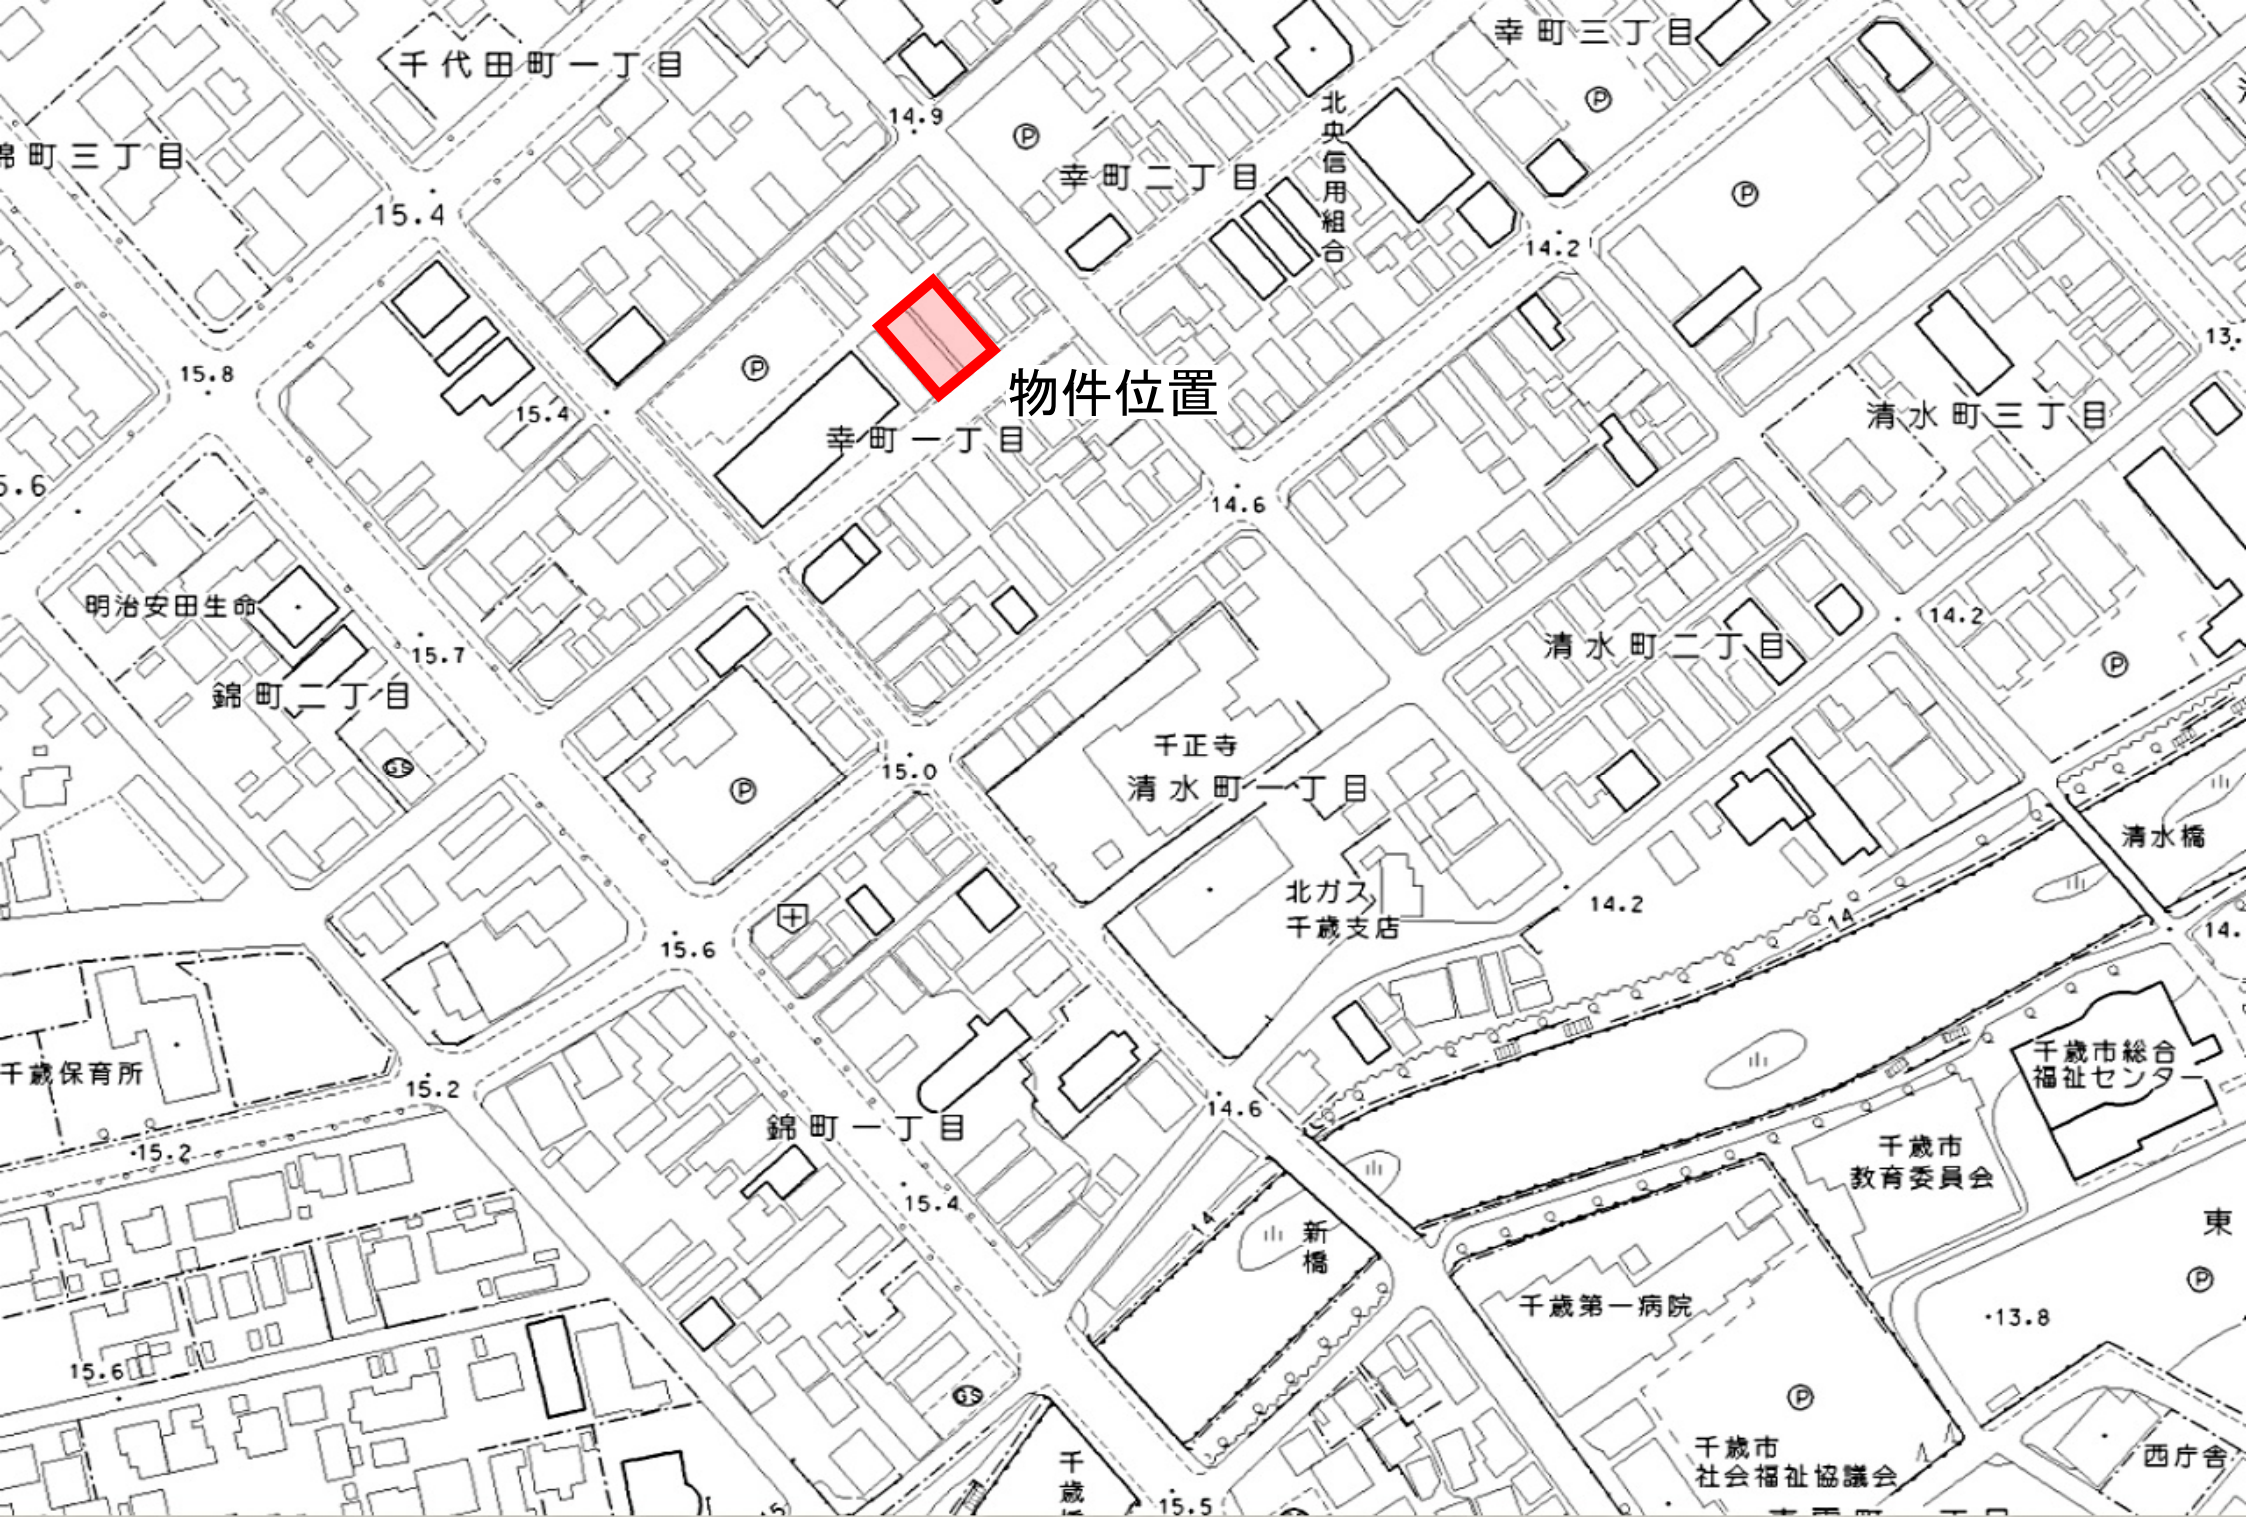 幸町三丁目
千代田町一丁目
Ⓟ
北央信用組合
14.9
Ⓟ
錦町三丁目
幸町二丁目
Ⓟ
15.4
14.2
13.
15.8
Ⓟ
物件位置
15.4
清水町三丁目
幸町一丁目
14.6
明治安田生命
14.2
15.7
清水町二丁目
Ⓟ
錦町二丁目
千正寺
GS
15.0
清水町一丁目
Ⓟ
清水橋
北ガス
千歳支店
14.2
14
14.
15.6
千歳市総合
福祉センター
千歳保育所
15.2
14.6
錦町一丁目
千歳市
教育委員会
15.2
15.4
14
新橋
東
Ⓟ
千歳第一病院
13.8
15.6
GS
Ⓟ
千歳市
社会福祉協議会
西庁舎
千歳
15.5